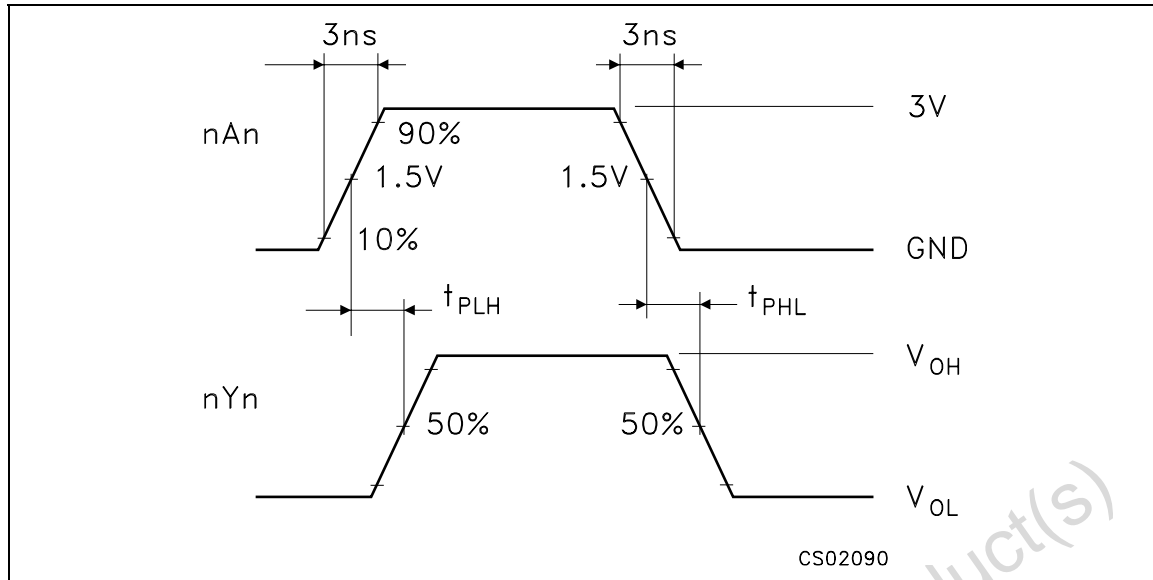 3ns 3ns
3V
nAn
90%
1.5V 1.5V
10%
GND
tPLH tPHL
VOH
nYn
50% 50%
VOL
CS02090